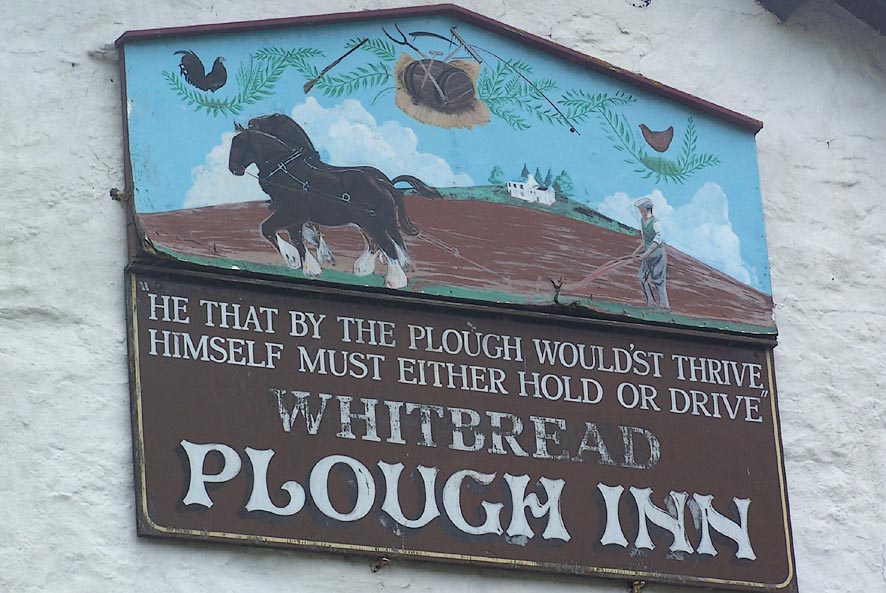 "HE THAT BY THE PLOUGH WOULD'ST THRIVE,
HIMSELF MUST EITHER HOLD OR DRIVE"
WHITBREAD
PLOUGH INN